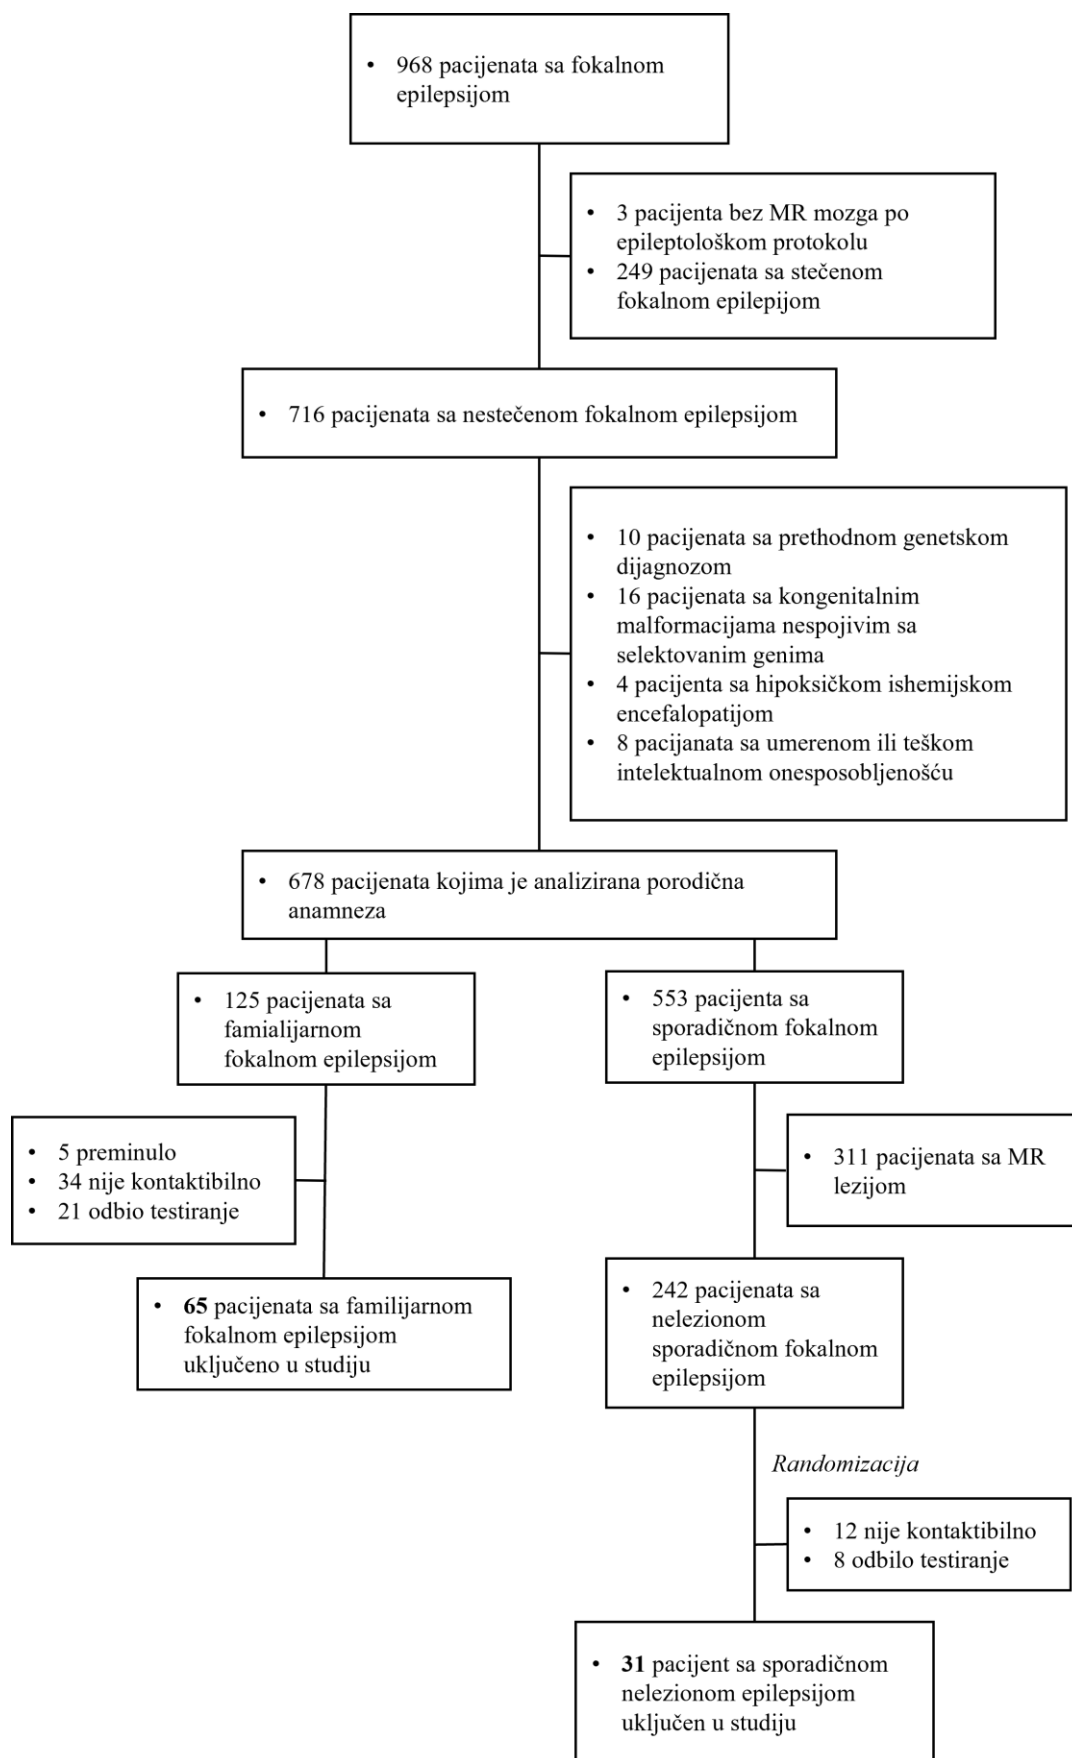 • 968 pacijenata sa fokalnom
epilepsijom
• 3 pacijenta bez MR mozga po
epileptološkom protokolu
• 249 pacijenata sa stečenom
fokalnom epilepijom
• 716 pacijenata sa nestečenom fokalnom epilepsijom
• 10 pacijenata sa prethodnom genetskom
dijagnozom
• 16 pacijenata sa kongenitalnim
malformacijama nespojivim sa
selektovanim genima
• 4 pacijenta sa hipoksičkom ishemijskom
encefalopatijom
• 8 pacijanata sa umerenom ili teškom
intelektualnom onesposobljenošću
• 678 pacijenata kojima je analizirana porodična
anamneza
• 125 pacijenata sa
famialijarnom
fokalnom epilepsijom
• 553 pacijenta sa
sporadičnom fokalnom
epilepsijom
• 5 preminulo
• 34 nije kontaktibilno
• 21 odbio testiranje
• 311 pacijenata sa MR
lezijom
• 65 pacijenata sa familijarnom
fokalnom epilepsijom
uključeno u studiju
• 242 pacijenata sa
nelezionom
sporadičnom fokalnom
epilepsijom
Randomizacija
• 12 nije kontaktibilno
• 8 odbilo testiranje
• 31 pacijent sa sporadičnom
nelezionom epilepsijom
uključen u studiju